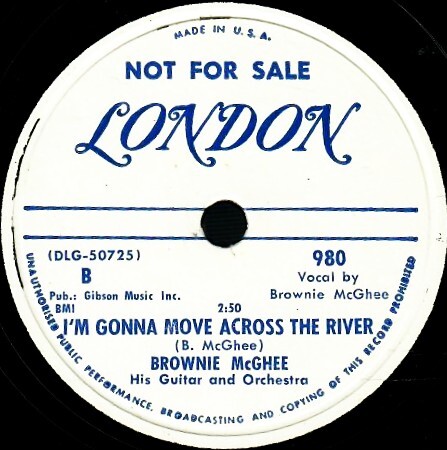 MADE IN U.S.A.
NOT FOR SALE
LONDON
(DLG-50725)
980
B
Vocal by
Pub.: Gibson Music Inc.
Brownie McGhee
BMI
2:50
I'M GONNA MOVE ACROSS THE RIVER
(B. McGhee)
BROWNIE McGHEE
His Guitar and Orchestra
UNAUTHORISED PUBLIC PERFORMANCE, BROADCASTING AND COPYING OF THIS RECORD PROHIBITED